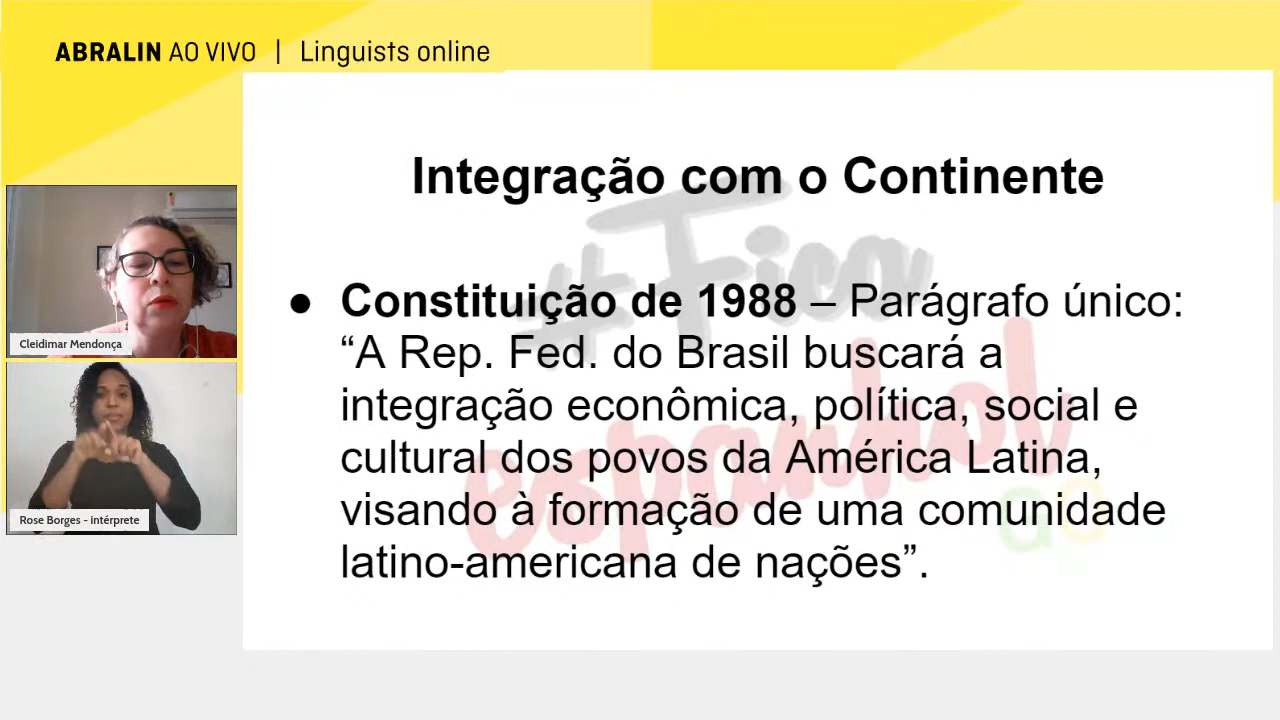 ABRALIN AO VIVO | Linguists online
Integração com o Continente
#Fica
espanhol
● Constituição de 1988 – Parágrafo único:
“A Rep. Fed. do Brasil buscará a
integração econômica, política, social e
cultural dos povos da América Latina,
visando à formação de uma comunidade
latino-americana de nações”.
Cleidimar Mendonça
Rose Borges - intérprete